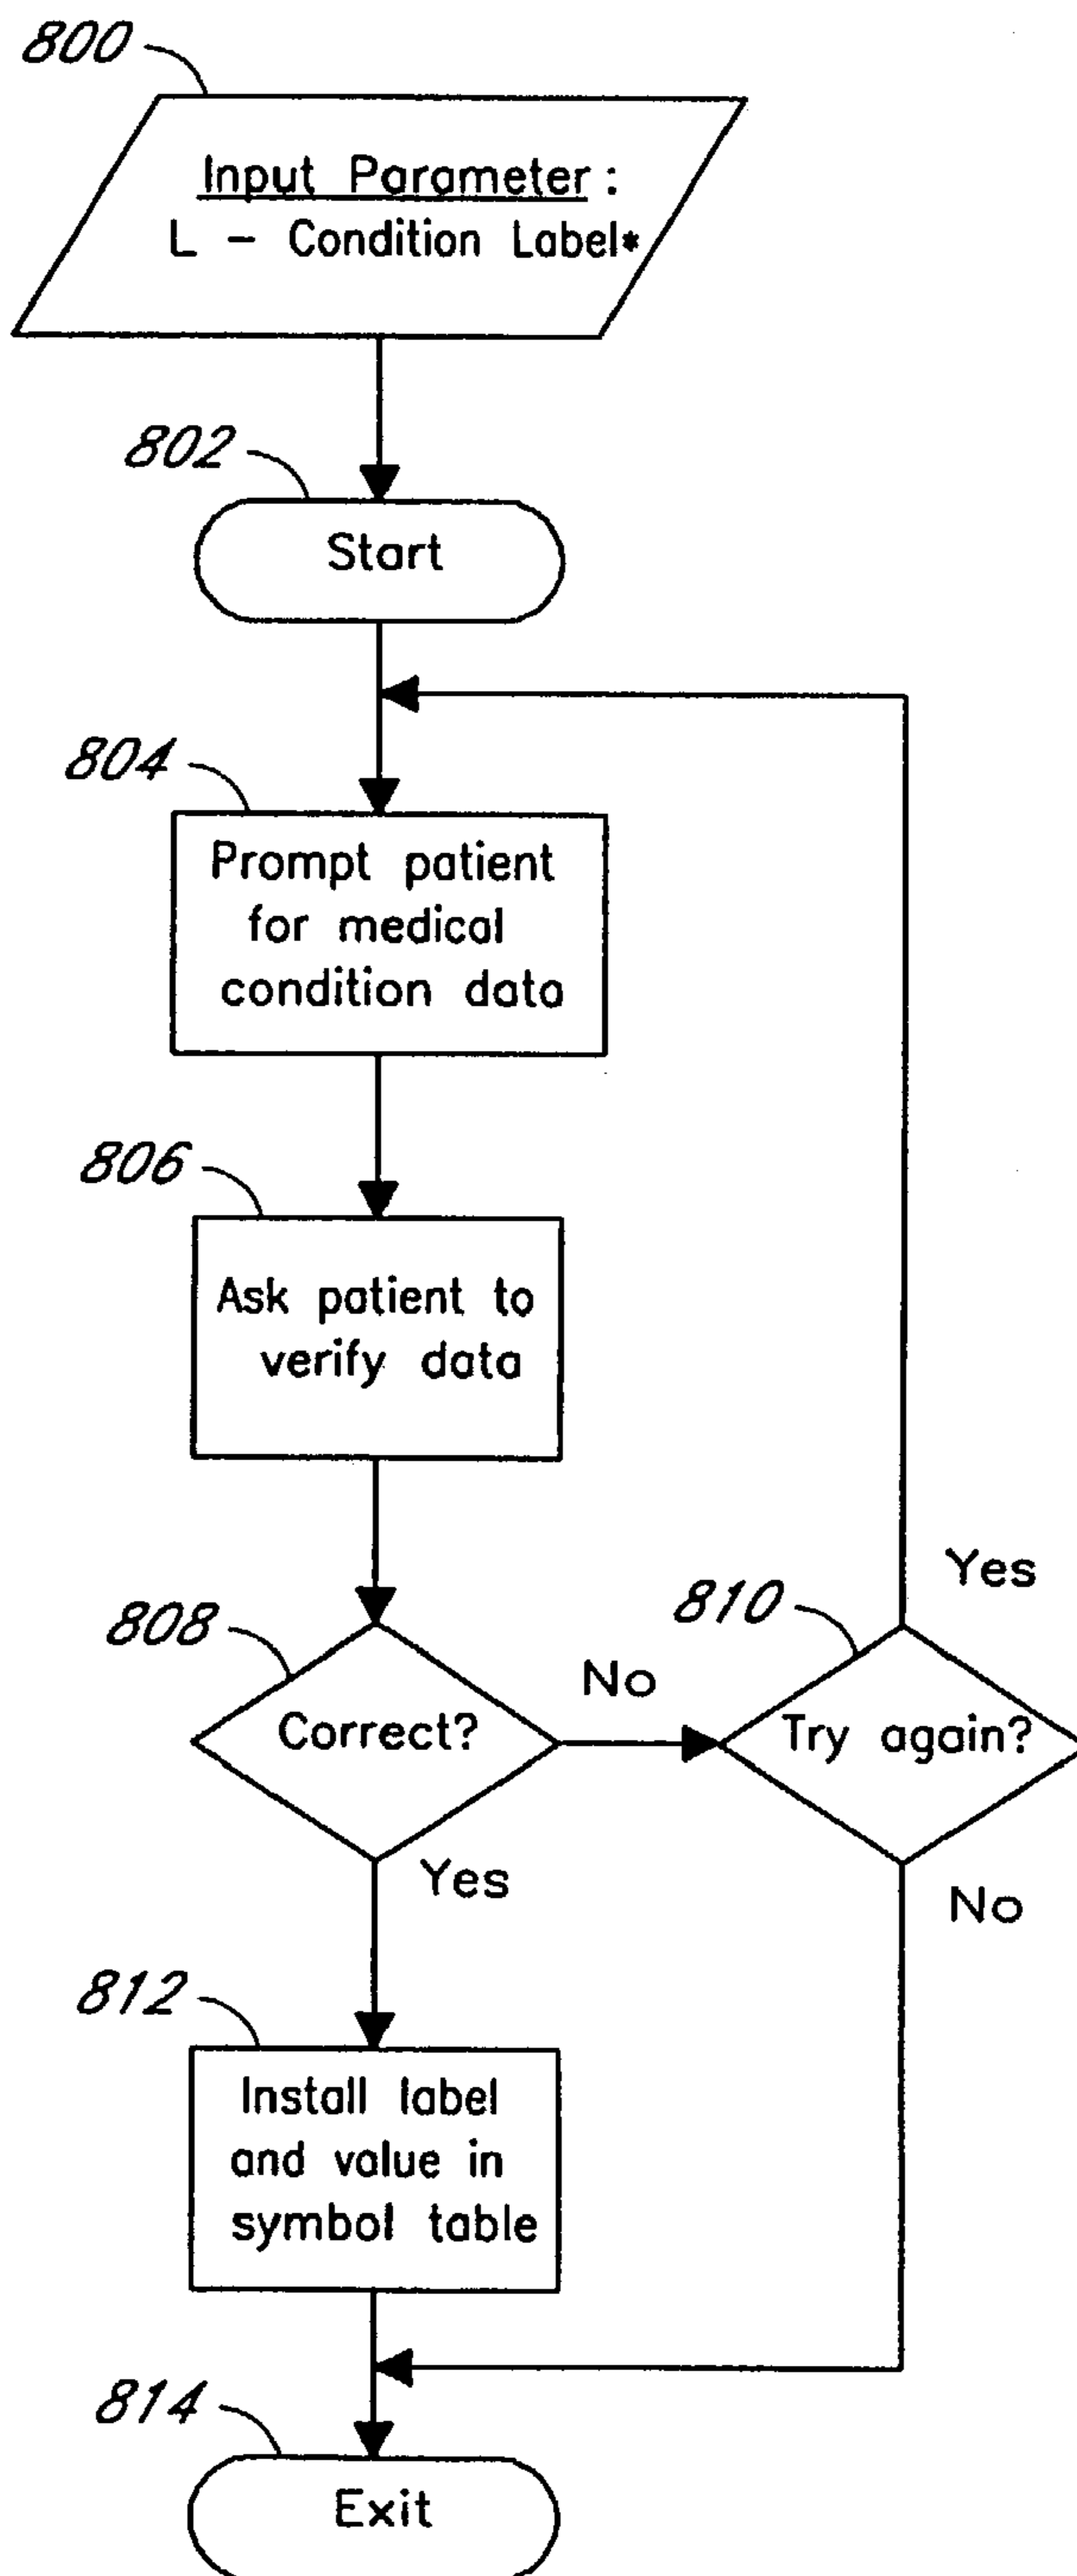 800
Input Parameter :
L - Condition Label*
802
Start
804
Prompt patient
for medical
condition data
806
Ask patient to
verify data
808
Correct?
No
810
Try again?
Yes
Yes
No
812
Install label
and value in
symbol table
814
Exit